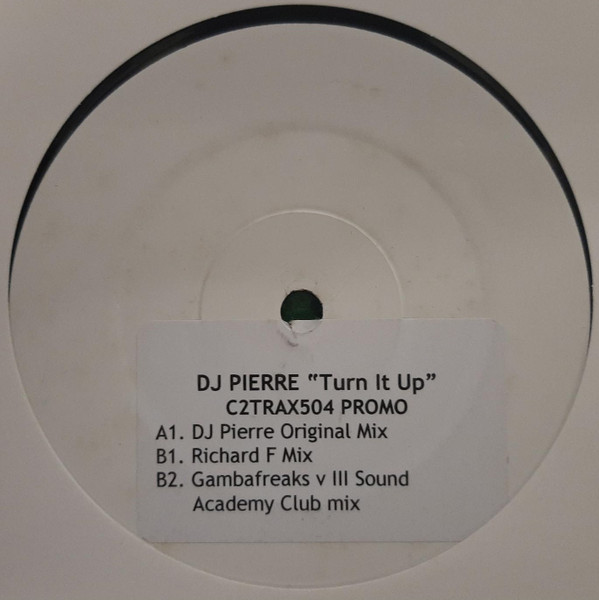 DJ PIERRE “Turn It Up”
C2TRAX504 PROMO
A1. DJ Pierre Original Mix
B1. Richard F Mix
B2. Gambafreaks v III Sound
Academy Club mix